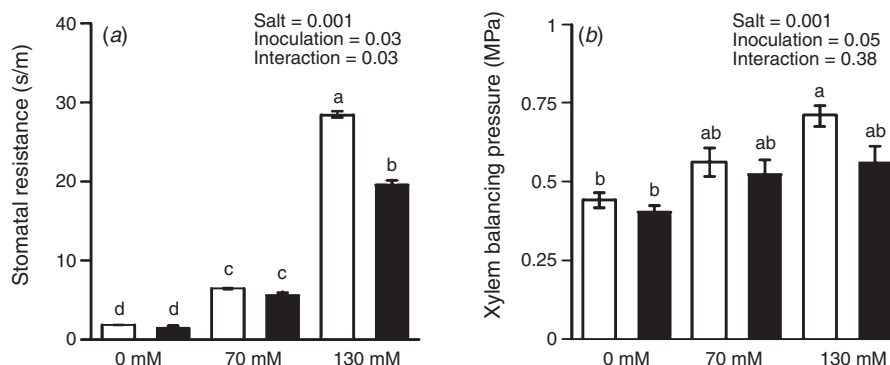 (a)
Salt = 0.001
Inoculation = 0.03
Interaction = 0.03
Stomatal resistance (s/m)
40
30
20
10
0
d
d
c
c
a
b
0 mM
70 mM
130 mM
(b)
Salt = 0.001
Inoculation = 0.05
Interaction = 0.38
Xylem balancing pressure (MPa)
1
0.75
0.5
0.25
0
b
b
ab
ab
a
ab
0 mM
70 mM
130 mM